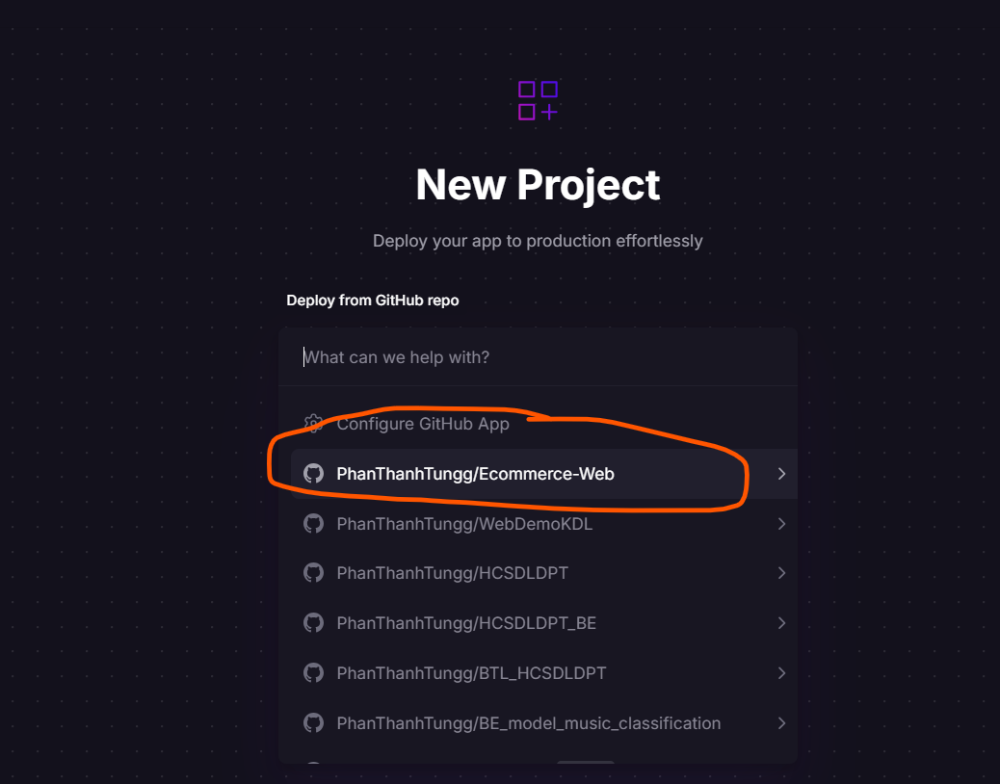 New Project
Deploy your app to production effortlessly
Deploy from GitHub repo
What can we help with?
Configure GitHub App
PhanThanhTungg/Ecommerce-Web
PhanThanhTungg/WebDemoKDL
PhanThanhTungg/HCSDLDPT
PhanThanhTungg/HCSDLDPT_BE
PhanThanhTungg/BTL_HCSDLDPT
PhanThanhTungg/BE_model_music_classification